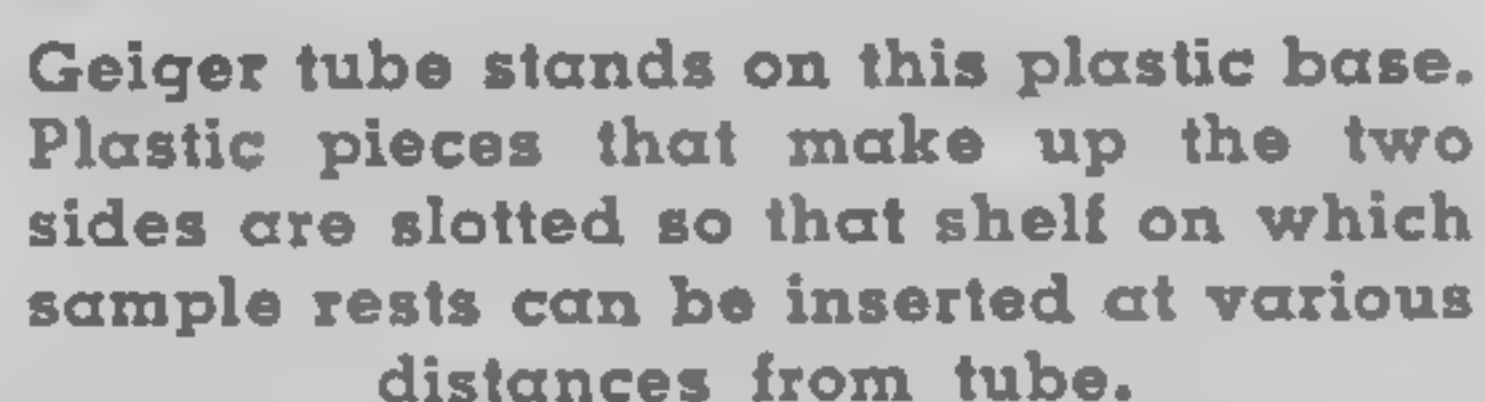 Geiger tube stands on this plastic base.
Plastic pieces that make up the two
sides are slotted so that shelf on which
sample rests can be inserted at various
distances from tube.